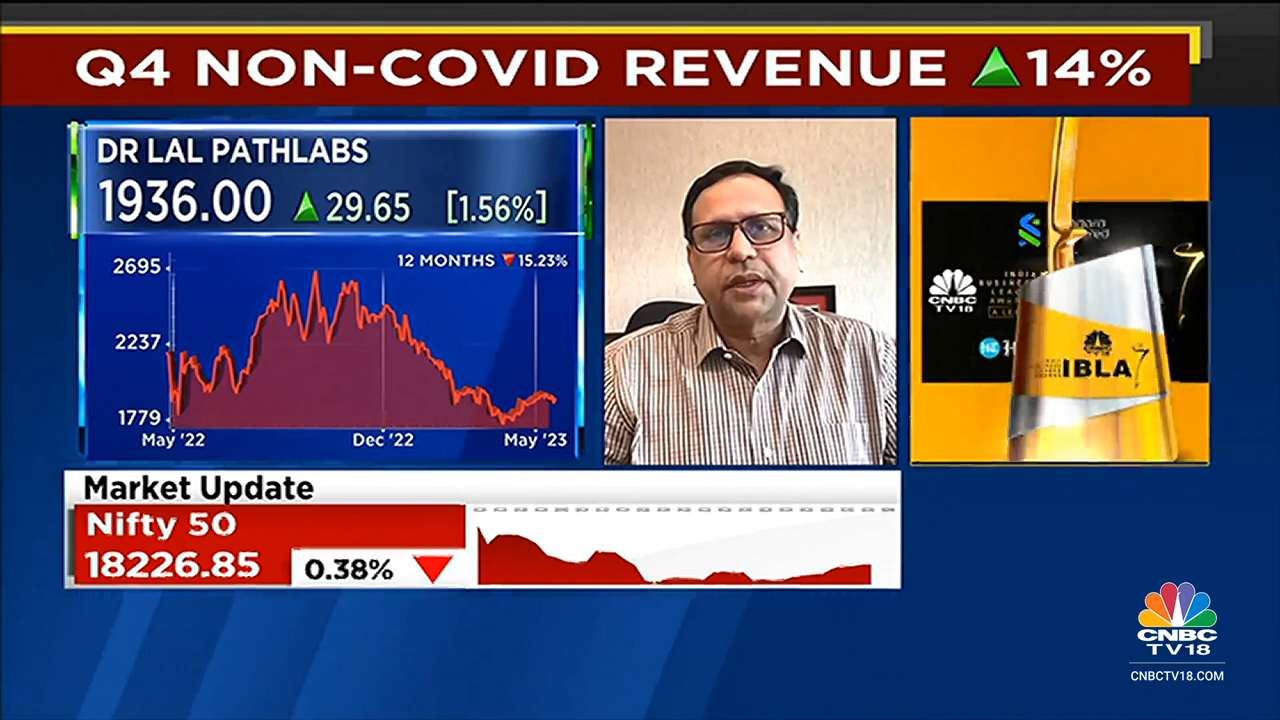 Q4 NON-COVID REVENUE ▲14%
DR LAL PATHLABS
1936.00 ▲ 29.65 [1.56%]
12 MONTHS ▼15.23%
2695
2237
1779
May '22 Dec '22 May '23
CNBC
TV18
CNBC
TV18
IBLA
Market Update
Nifty 50
18226.85 0.38% ▼
CNBC
TV18
CNBCTV18.COM